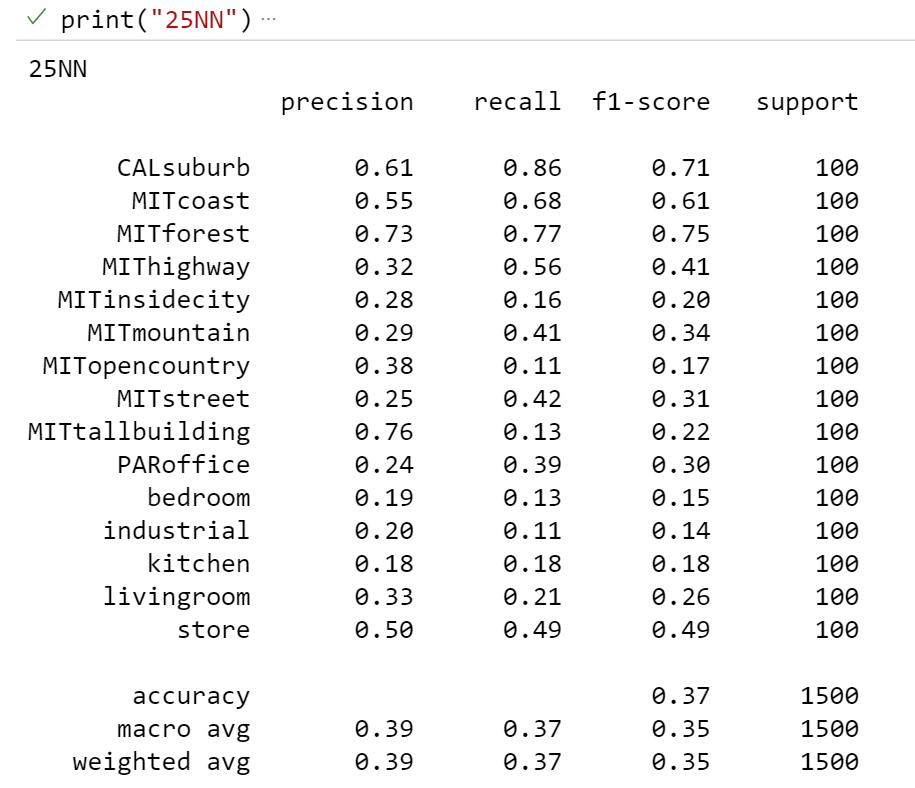 print("25NN") ...
25NN
precision recall f1-score support
CALsuburb 0.61 0.86 0.71 100
MITcoast 0.55 0.68 0.61 100
MITforest 0.73 0.77 0.75 100
MIThighway 0.32 0.56 0.41 100
MITinsidecity 0.28 0.16 0.20 100
MITmountain 0.29 0.41 0.34 100
MITopencountry 0.38 0.11 0.17 100
MITstreet 0.25 0.42 0.31 100
MITtallbuilding 0.76 0.13 0.22 100
PARoffice 0.24 0.39 0.30 100
bedroom 0.19 0.13 0.15 100
industrial 0.20 0.11 0.14 100
kitchen 0.18 0.18 0.18 100
livingroom 0.33 0.21 0.26 100
store 0.50 0.49 0.49 100
accuracy 0.37 1500
macro avg 0.39 0.37 0.35 1500
weighted avg 0.39 0.37 0.35 1500